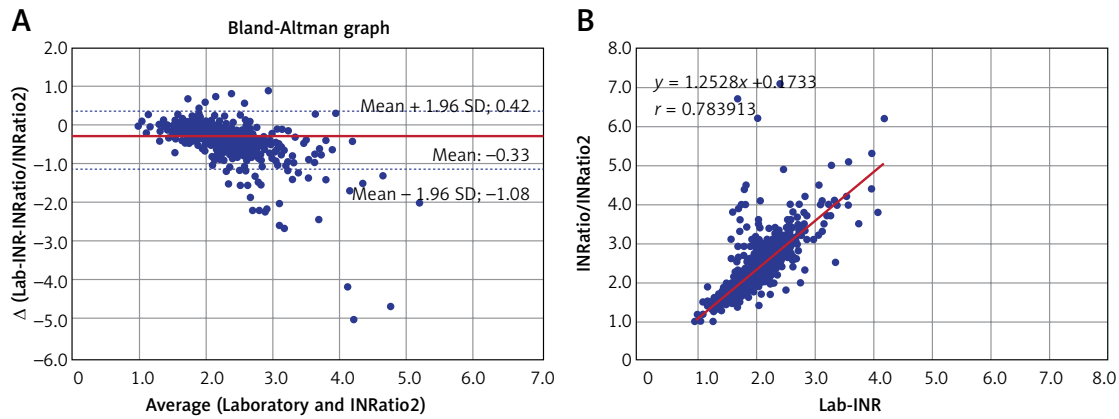 A
Bland-Altman graph
Δ (Lab-INR-INRatio/INRatio2)
2.0
1.0
0
–1.0
–2.0
–3.0
–4.0
–5.0
–6.0
Mean + 1.96 SD; 0.42
Mean: –0.33
Mean – 1.96 SD; –1.08
0 1.0 2.0 3.0 4.0 5.0 6.0 7.0
Average (Laboratory and INRatio2)
B
INRatio/INRatio2
8.0
7.0
6.0
5.0
4.0
3.0
2.0
1.0
0
y = 1.2528x +0.1733
r = 0.783913
0 1.0 2.0 3.0 4.0 5.0 6.0 7.0 8.0
Lab-INR